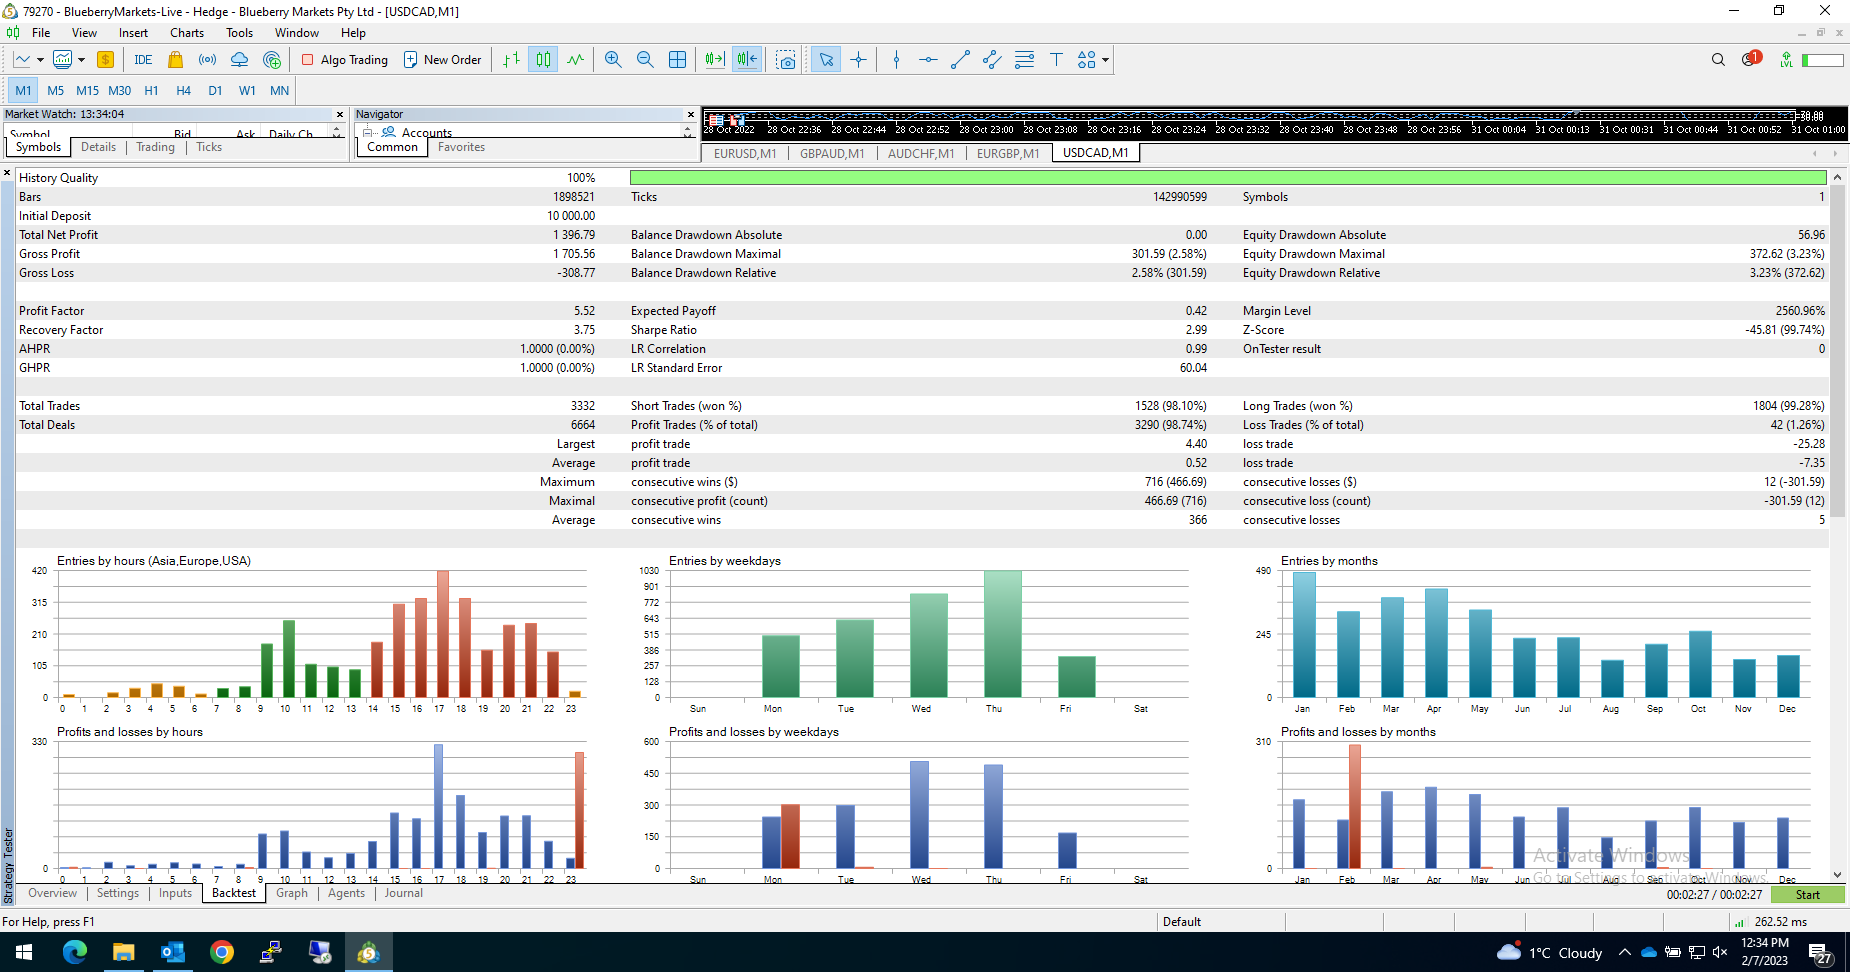 79270 - BlueberryMarkets-Live - Hedge - Blueberry Markets Pty Ltd - [USDCAD,M1]
File View Insert Charts Tools Window Help
IDE Algo Trading New Order 1 LVL
M1 M5 M15 M30 H1 H4 D1 W1 MN
Market Watch: 13:34:04
Symbol Bid Ask Daily Ch...
Symbols Details Trading Ticks
Navigator
Accounts
Common Favorites
28 Oct 2022 28 Oct 22:36 28 Oct 22:44 28 Oct 22:52 28 Oct 23:00 28 Oct 23:08 28 Oct 23:16 28 Oct 23:24 28 Oct 23:32 28 Oct 23:40 28 Oct 23:48 28 Oct 23:56 31 Oct 00:04 31 Oct 00:13 31 Oct 00:31 31 Oct 00:44 31 Oct 00:52 31 Oct 01:00
EURUSD,M1 GBPAUD,M1 AUDCHF,M1 EURGBP,M1 USDCAD,M1
History Quality 100%
Bars 1898521 Ticks 142990599 Symbols 1
Initial Deposit 10 000.00
Total Net Profit 1 396.79 Balance Drawdown Absolute 0.00 Equity Drawdown Absolute 56.96
Gross Profit 1 705.56 Balance Drawdown Maximal 301.59 (2.58%) Equity Drawdown Maximal 372.62 (3.23%)
Gross Loss -308.77 Balance Drawdown Relative 2.58% (301.59) Equity Drawdown Relative 3.23% (372.62)
Profit Factor 5.52 Expected Payoff 0.42 Margin Level 2560.96%
Recovery Factor 3.75 Sharpe Ratio 2.99 Z-Score -45.81 (99.74%)
AHPR 1.0000 (0.00%) LR Correlation 0.99 OnTester result 0
GHPR 1.0000 (0.00%) LR Standard Error 60.04
Total Trades 3332 Short Trades (won %) 1528 (98.10%) Long Trades (won %) 1804 (99.28%)
Total Deals 6664 Profit Trades (% of total) 3290 (98.74%) Loss Trades (% of total) 42 (1.26%)
Largest profit trade 4.40 loss trade -25.28
Average profit trade 0.52 loss trade -7.35
Maximum consecutive wins ($) 716 (466.69) consecutive losses ($) 12 (-301.59)
Maximal consecutive profit (count) 466.69 (716) consecutive loss (count) -301.59 (12)
Average consecutive wins 366 consecutive losses 5
Entries by hours (Asia,Europe,USA)
420
315
210
105
0
0 1 2 3 4 5 6 7 8 9 10 11 12 13 14 15 16 17 18 19 20 21 22 23
Entries by weekdays
1030
901
772
643
515
386
257
128
0
Sun Mon Tue Wed Thu Fri Sat
Entries by months
490
245
0
Jan Feb Mar Apr May Jun Jul Aug Sep Oct Nov Dec
Profits and losses by hours
330
0
0 1 2 3 4 5 6 7 8 9 10 11 12 13 14 15 16 17 18 19 20 21 22 23
Profits and losses by weekdays
600
450
300
150
0
Sun Mon Tue Wed Thu Fri Sat
Profits and losses by months
310
0
Jan Feb Mar Apr May Jun Jul Aug Sep Oct Nov Dec
Activate Windows
Go to Settings to activate Windows.
Strategy Tester
Overview Settings Inputs Backtest Graph Agents Journal
00:02:27 / 00:02:27 Start
For Help, press F1 Default 262.52 ms
1°C Cloudy 12:34 PM
2/7/2023
27